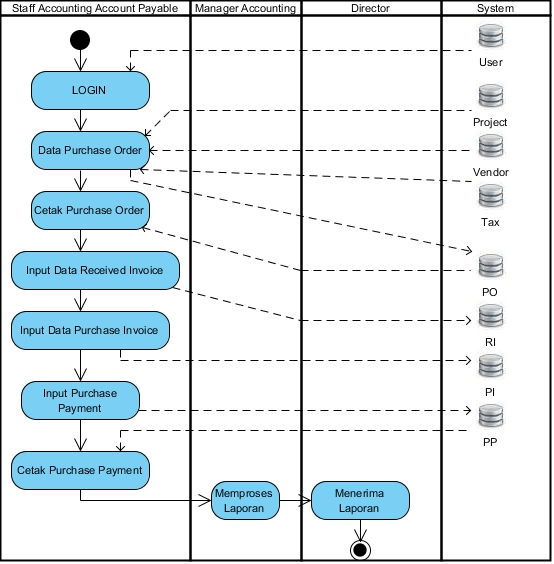 Staff Accounting Account Payable
Manager Accounting
Director
System
User
LOGIN
Project
Data Purchase Order
Vendor
Cetak Purchase Order
Tax
Input Data Received Invoice
PO
Input Data Purchase Invoice
RI
PI
Input Purchase
Payment
PP
Cetak Purchase Payment
Memproses
Laporan
Menerima
Laporan